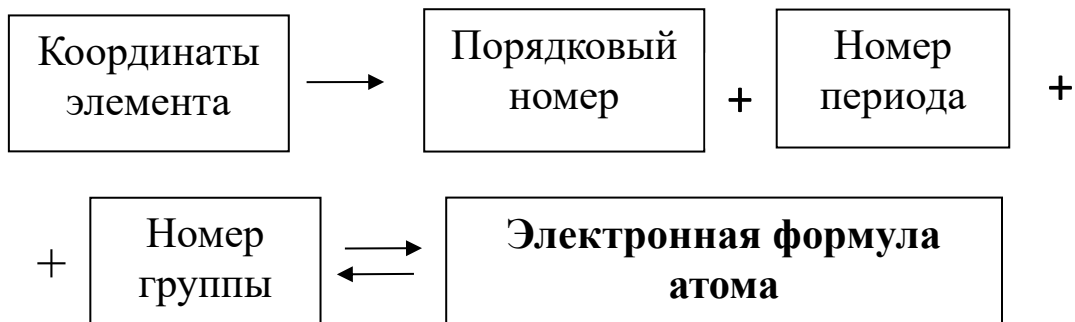 Координаты
элемента
Порядковый
номер
+
Номер
периода
+
+
Номер
группы
Электронная формула
атома